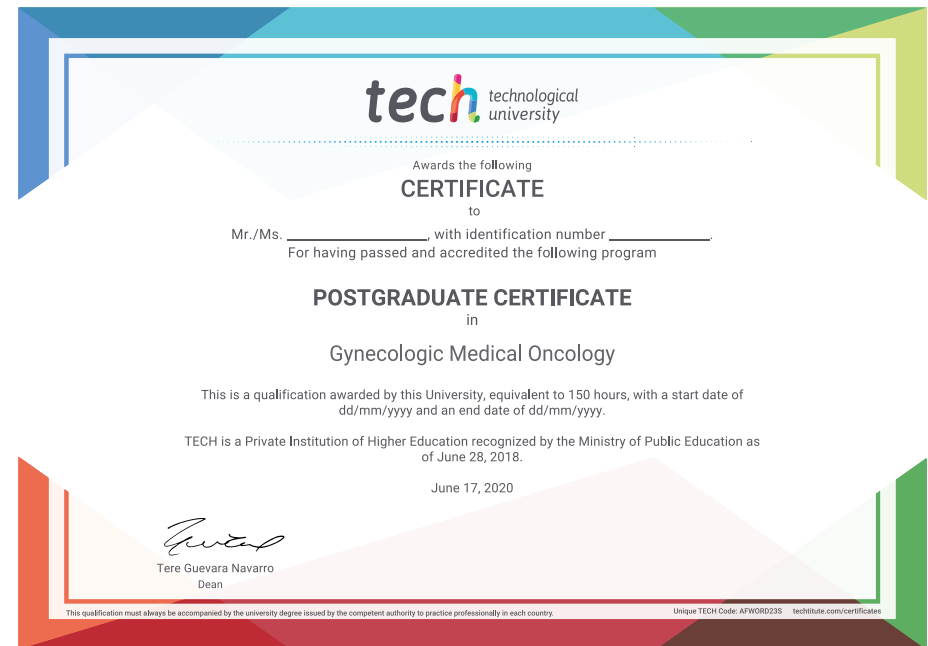 tech technological
university
Awards the following
CERTIFICATE
to
Mr./Ms. ____________________, with identification number ______________.
For having passed and accredited the following program
POSTGRADUATE CERTIFICATE
in
Gynecologic Medical Oncology
This is a qualification awarded by this University, equivalent to 150 hours, with a start date of
dd/mm/yyyy and an end date of dd/mm/yyyy.
TECH is a Private Institution of Higher Education recognized by the Ministry of Public Education as
of June 28, 2018.
June 17, 2020
Tere Guevara Navarro
Dean
This qualification must always be accompanied by the university degree issued by the competent authority to practice professionally in each country.
Unique TECH Code: AFWORD23S techtitute.com/certificates